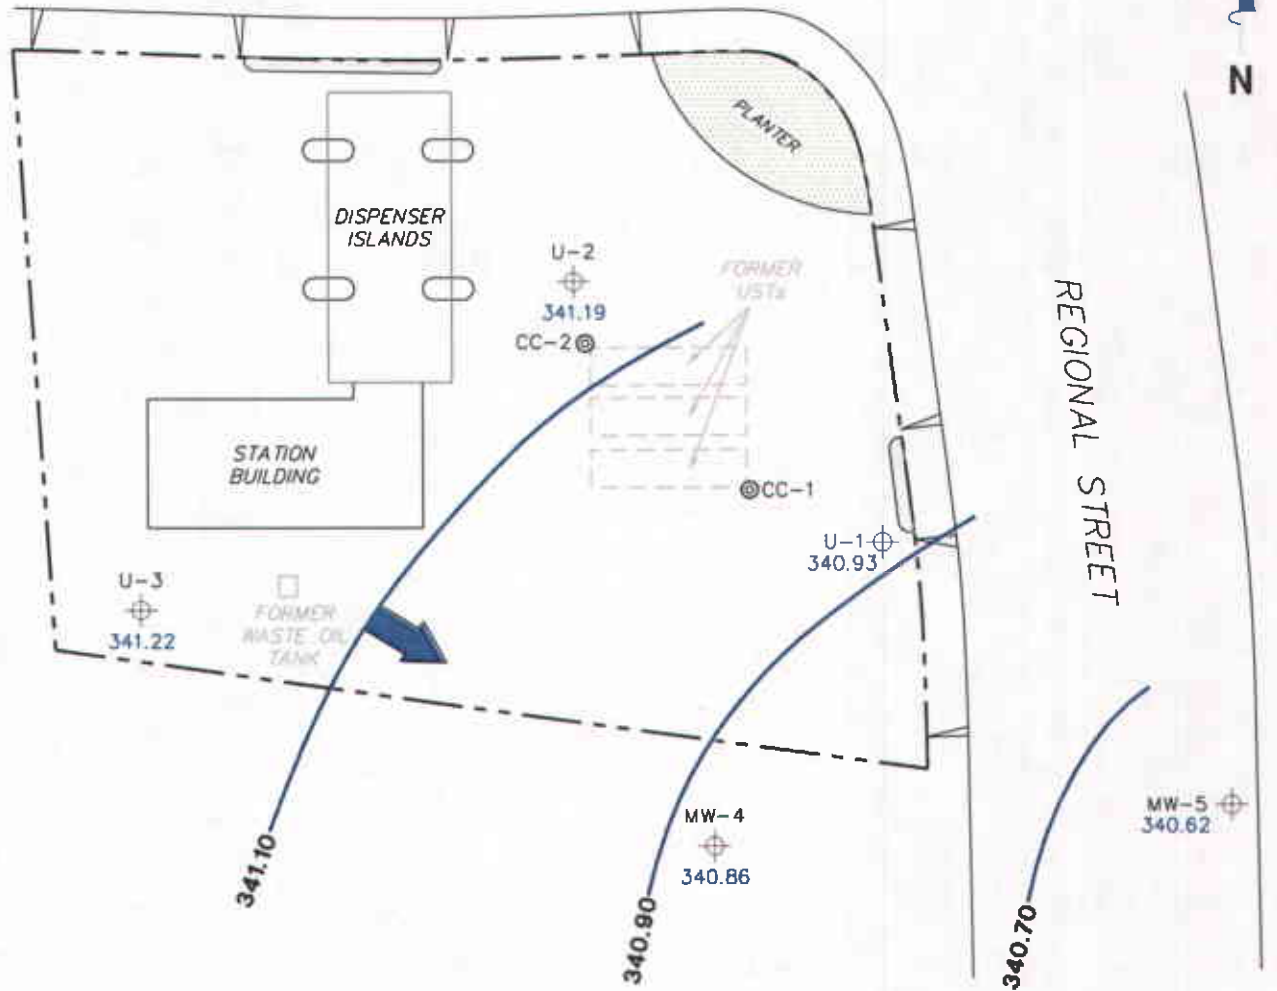 N
PLANTER
DISPENSER
ISLANDS
U-2
341.19
CC-2
FORMER
USTs
REGIONAL STREET
STATION
BUILDING
CC-1
U-1
340.93
U-3
341.22
FORMER
WASTE OIL
TANK
MW-4
340.86
MW-5
340.62
341.10
340.90
340.70